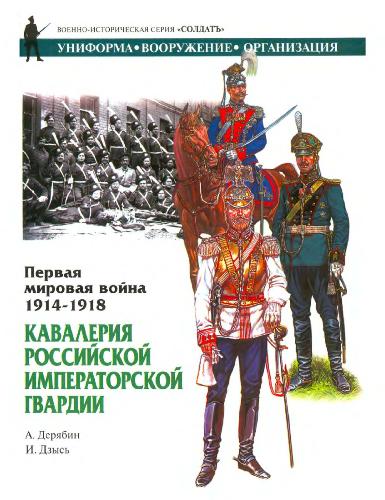 ВОЕННО-ИСТОРИЧЕСКАЯ СЕРИЯ «СОЛДАТЪ»
УНИФОРМА•ВООРУЖЕНИЕ•ОРГАНИЗАЦИЯ
Первая
мировая война
1914-1918
КАВАЛЕРИЯ
РОССИЙСКОЙ
ИМПЕРАТОРСКОЙ
ГВАРДИИ
А. Дерябин
И. Дзысь